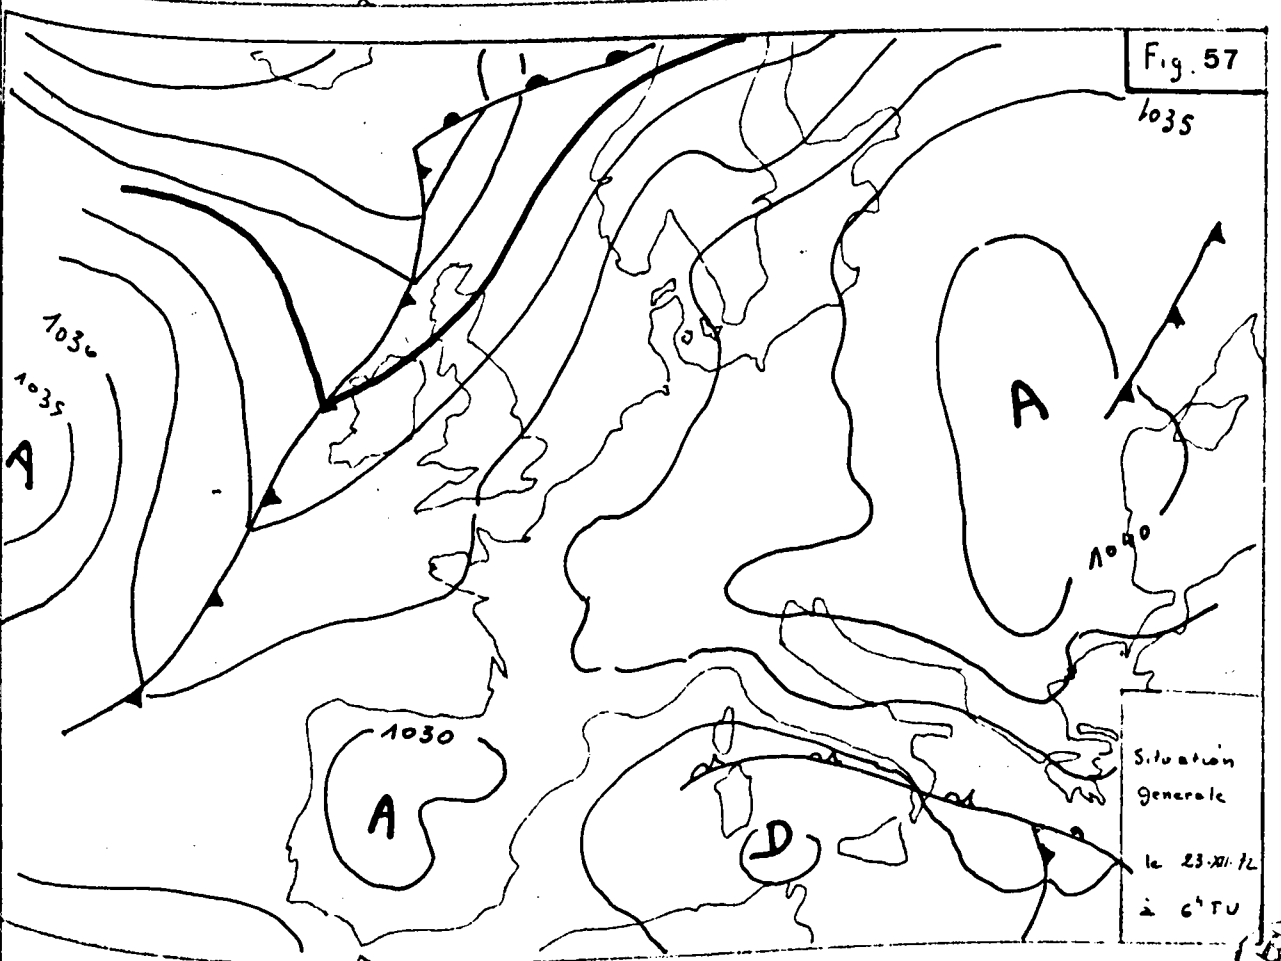 Fig. 57
1035
1030
1035
A
A
1040
1030
A
D
Situation
generale
le 23.XII.72
à 6h TU